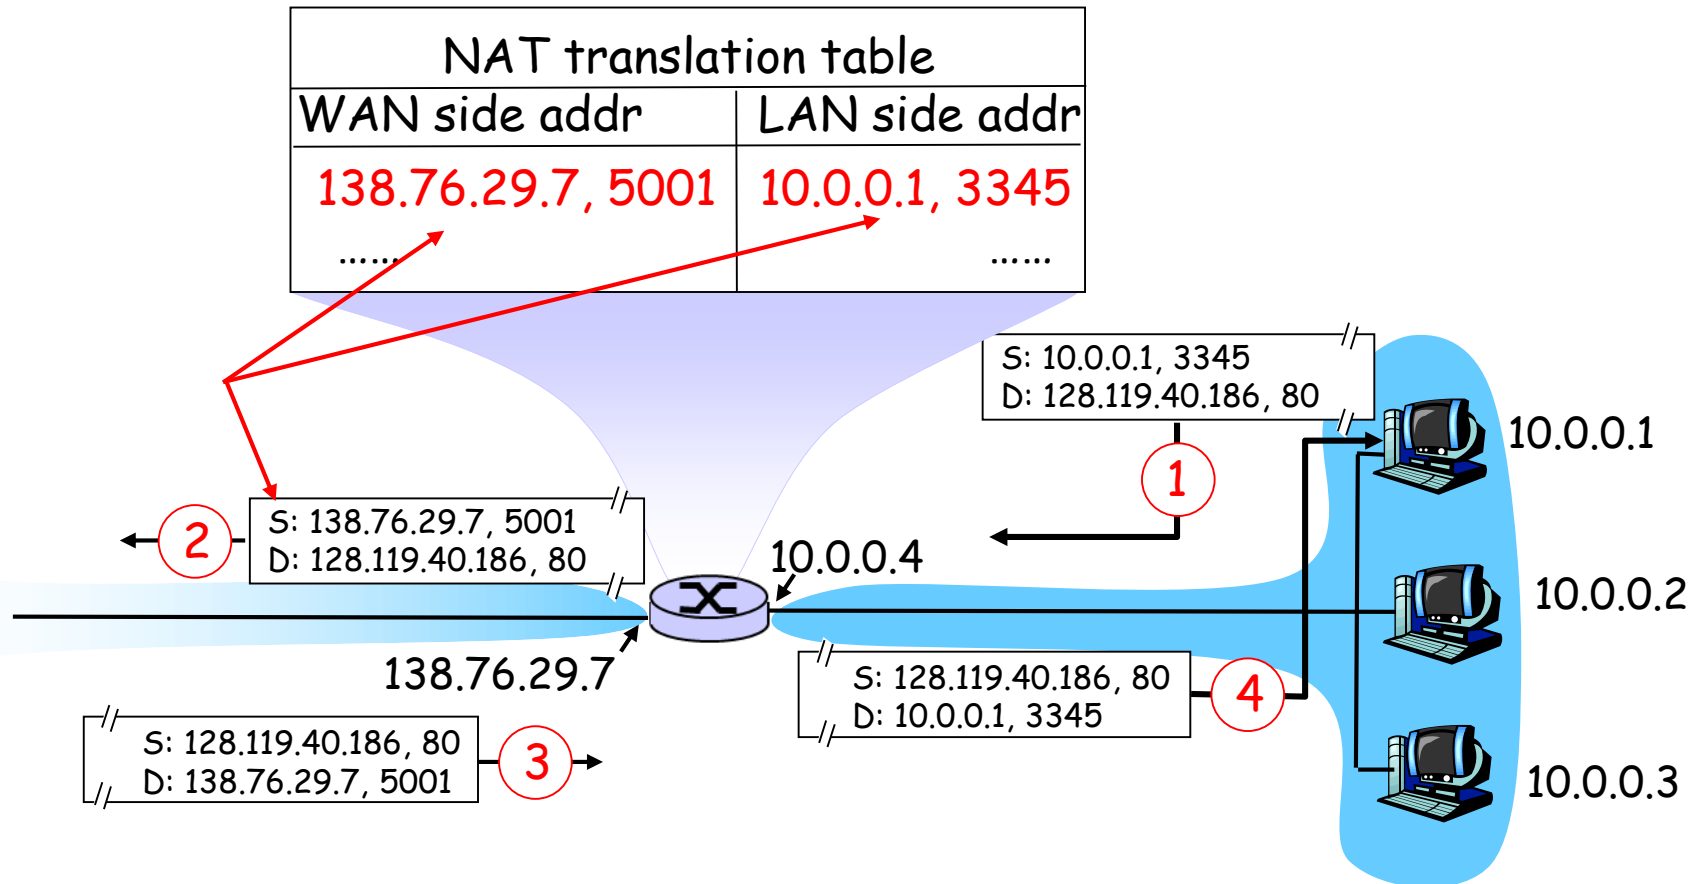 NAT translation table
WAN side addr LAN side addr
138.76.29.7, 5001 10.0.0.1, 3345
...... ......
S: 10.0.0.1, 3345
D: 128.119.40.186, 80
10.0.0.1
1
2
S: 138.76.29.7, 5001
D: 128.119.40.186, 80
10.0.0.4
10.0.0.2
138.76.29.7
S: 128.119.40.186, 80
D: 10.0.0.1, 3345
4
S: 128.119.40.186, 80
D: 138.76.29.7, 5001
3
10.0.0.3